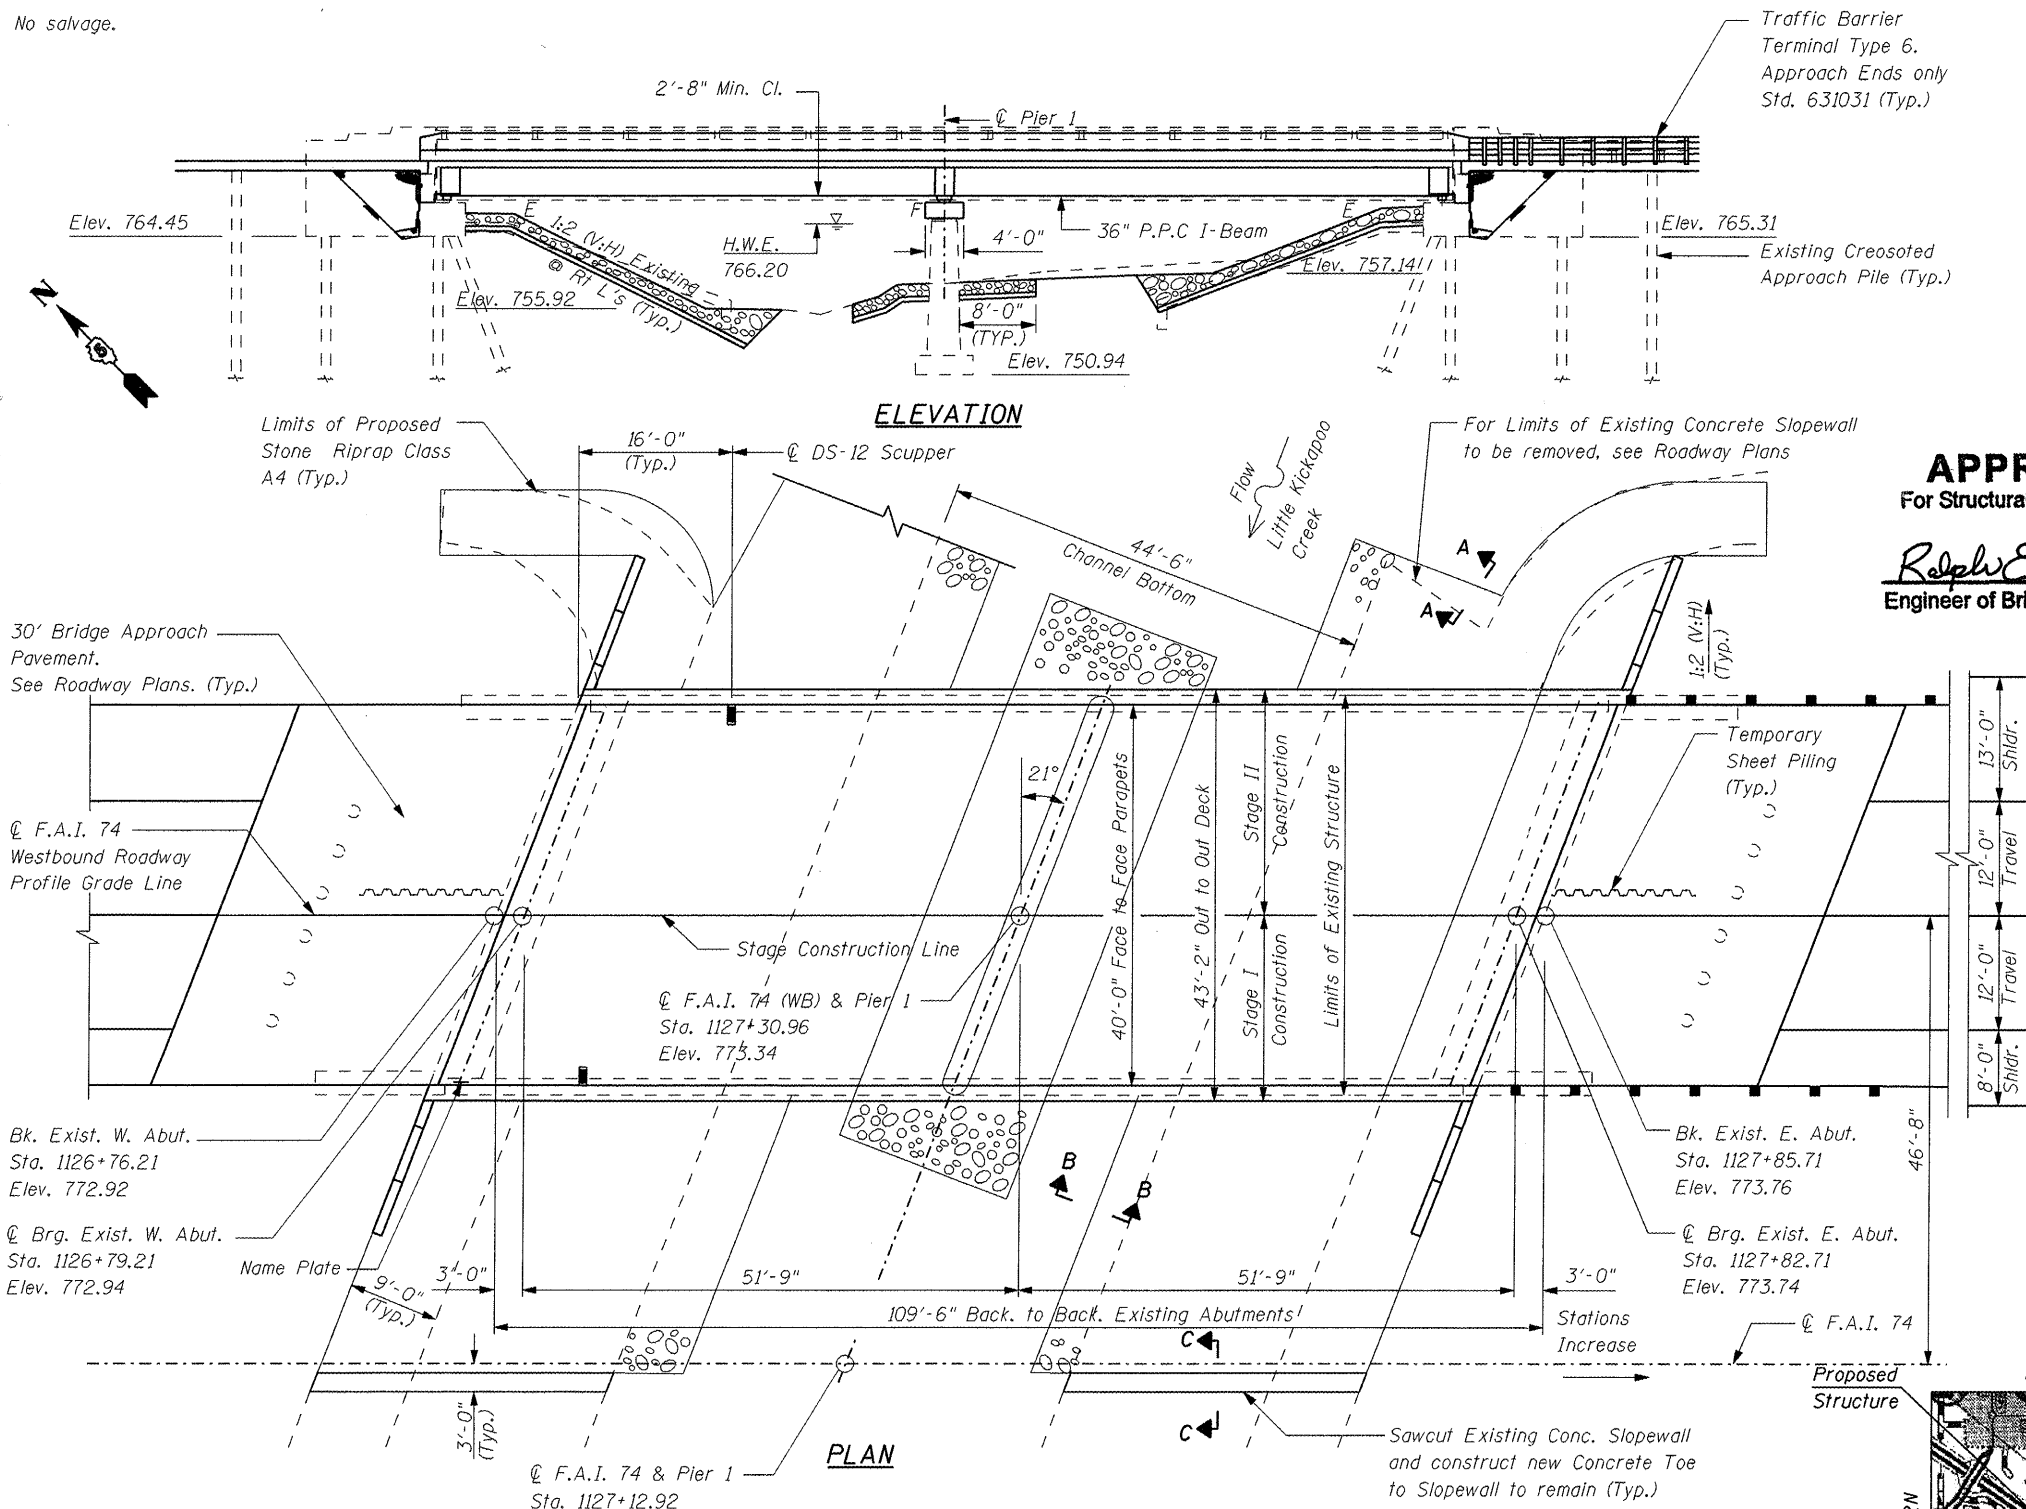 No salvage.
Traffic Barrier
Terminal Type 6.
Approach Ends only
Std. 631031 (Typ.)
2'-8" Min. Cl.
℄ Pier 1
Elev. 764.45
E
1:2 (V:H) Existing
@ Rt L's (Typ.)
H.W.E.
766.20
F
4'-0"
36" P.P.C I-Beam
E
Elev. 765.31
Existing Creosoted
Approach Pile (Typ.)
Elev. 755.92
Elev. 757.14
8'-0"
(TYP.)
Elev. 750.94
N
ELEVATION
Limits of Proposed
Stone Riprap Class
A4 (Typ.)
16'-0"
(Typ.)
℄ DS-12 Scupper
Flow
Little Kickapoo
Creek
For Limits of Existing Concrete Slopewall
to be removed, see Roadway Plans
44'-6"
Channel Bottom
A
A
1:2 (V:H)
(Typ.)
30' Bridge Approach
Pavement.
See Roadway Plans. (Typ.)
℄ F.A.I. 74
Westbound Roadway
Profile Grade Line
21°
40'-0" Face to Face Parapets
43'-2" Out to Out Deck
Stage II
Construction
Stage I
Construction
Limits of Existing Structure
Temporary
Sheet Piling
(Typ.)
13'-0"
Shldr.
12'-0"
Travel
12'-0"
Travel
8'-0"
Shldr.
46'-8"
Stage Construction Line
℄ F.A.I. 74 (WB) & Pier 1
Sta. 1127+30.96
Elev. 773.34
Bk. Exist. W. Abut.
Sta. 1126+76.21
Elev. 772.92
℄ Brg. Exist. W. Abut.
Sta. 1126+79.21
Elev. 772.94
Name Plate
9'-0"
(Typ.)
3'-0"
51'-9"
51'-9"
3'-0"
109'-6" Back. to Back. Existing Abutments
B
B
Bk. Exist. E. Abut.
Sta. 1127+85.71
Elev. 773.76
℄ Brg. Exist. E. Abut.
Sta. 1127+82.71
Elev. 773.74
Stations
Increase
℄ F.A.I. 74
C
C
3'-0"
(Typ.)
℄ F.A.I. 74 & Pier 1
Sta. 1127+12.92
PLAN
Sawcut Existing Conc. Slopewall
and construct new Concrete Toe
to Slopewall to remain (Typ.)
Proposed
Structure
APPR
For Structura
Ralph E
Engineer of Bri